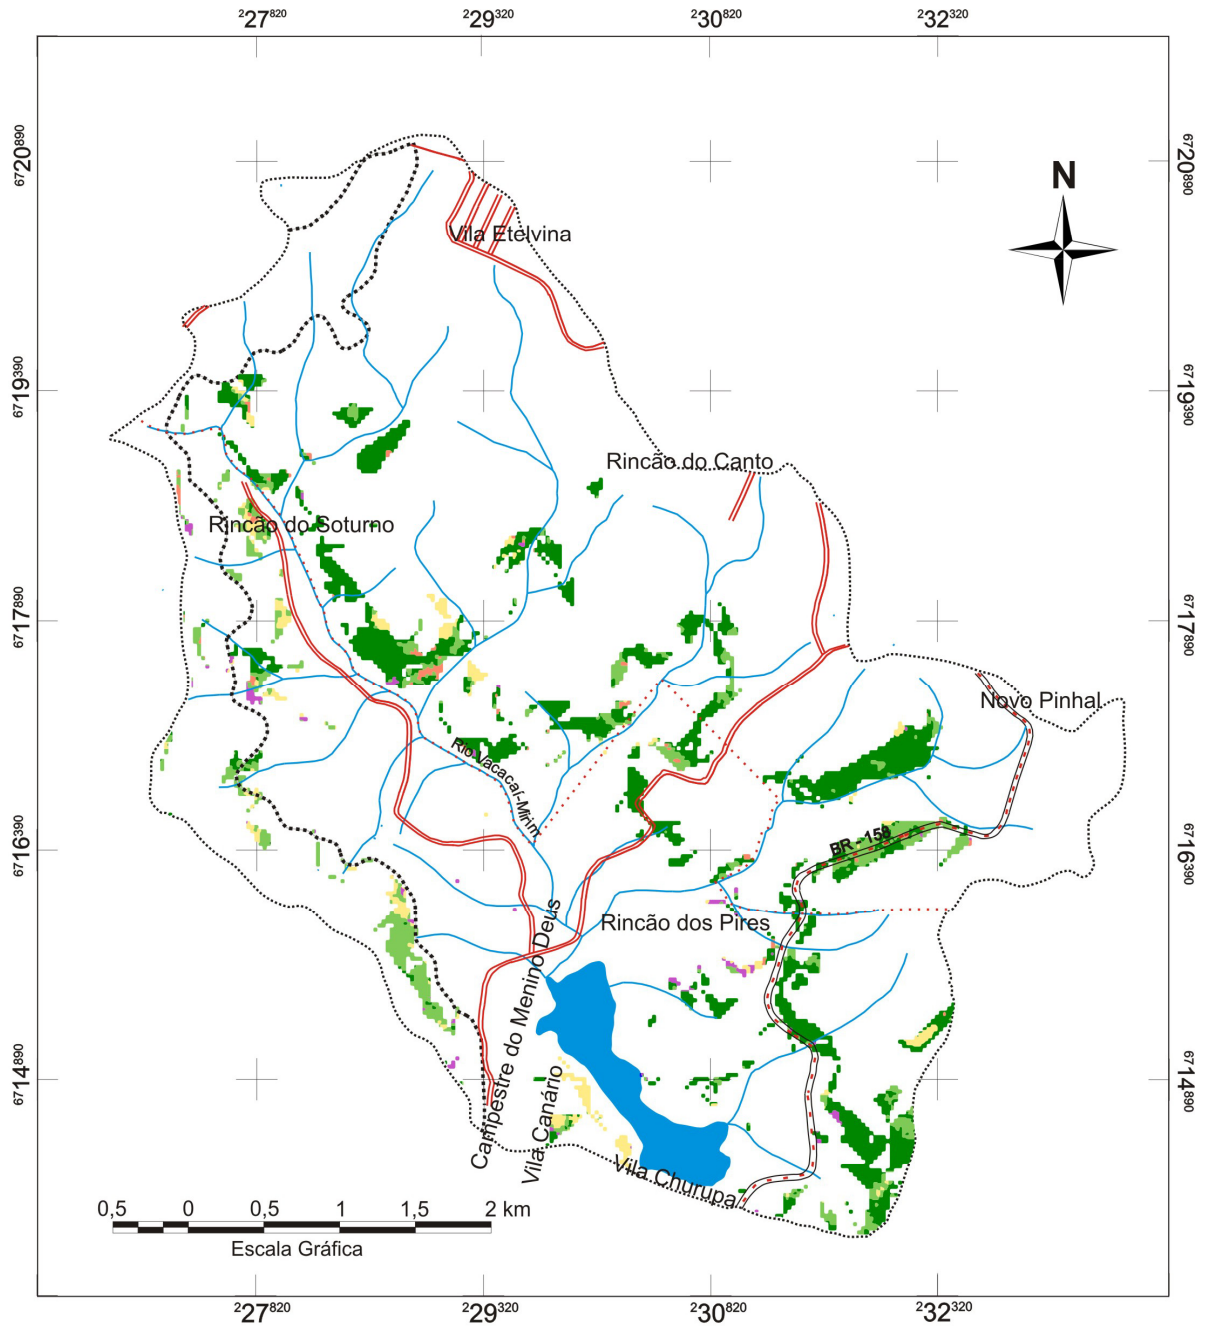 227820 229320 230820 232320
6720890 6720890
N
Vila Etelvina
6719390 6719390
Rincão do Canto
Rincão do Soturno
6717890 6717890
Novo Pinhal
Rio Vacacaí-Mirim
BR - 158
6716390 6716390
Rincão dos Pires
Campestre do Menino Deus
6714890 6714890
Vila Canário
Vila Churupa
0,5 0 0,5 1 1,5 2 km
Escala Gráfica
227820 229320 230820 232320